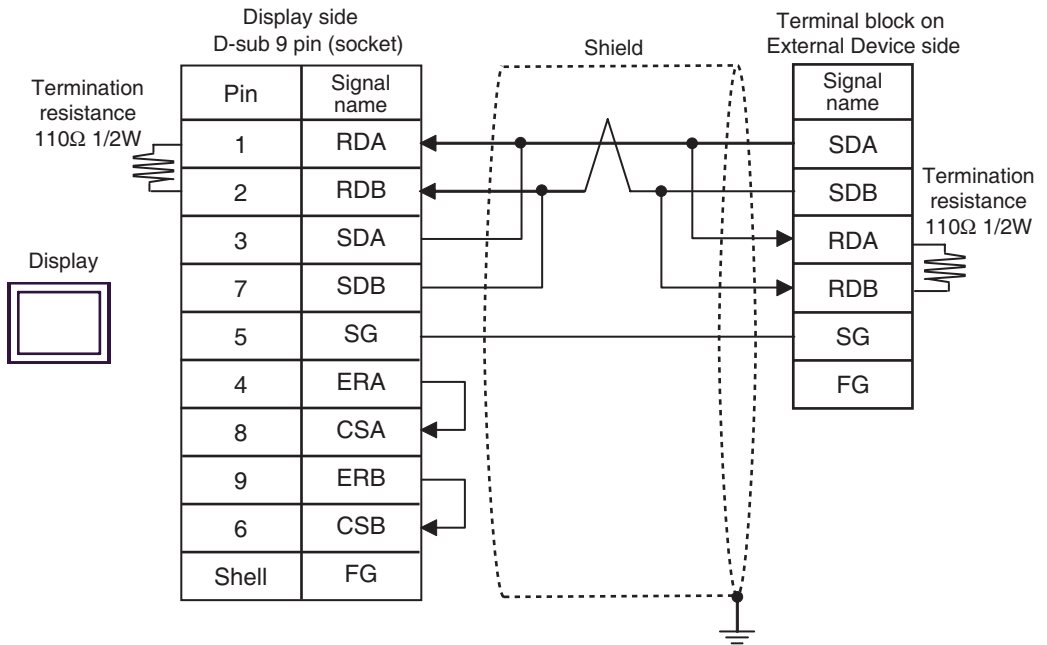 Display side
D-sub 9 pin (socket)
Shield
Terminal block on
External Device side
Termination
resistance
110Ω 1/2W
Pin
Signal
name
1
RDA
2
RDB
3
SDA
7
SDB
5
SG
4
ERA
8
CSA
9
ERB
6
CSB
Shell
FG
Display
Signal
name
SDA
SDB
RDA
RDB
SG
FG
Termination
resistance
110Ω 1/2W